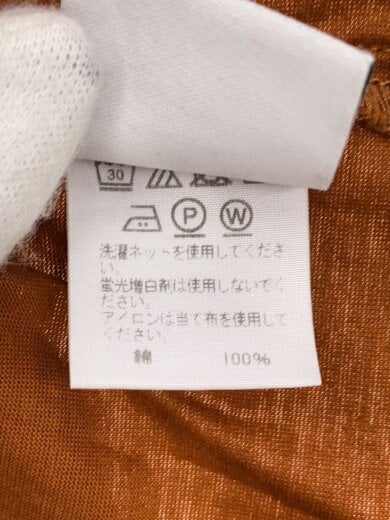 30
P W
洗濯ネットを使用してくださ
い。
蛍光増白剤は使用しないでく
ださい。
アイロンは当て布を使用して
ください。
綿 100%